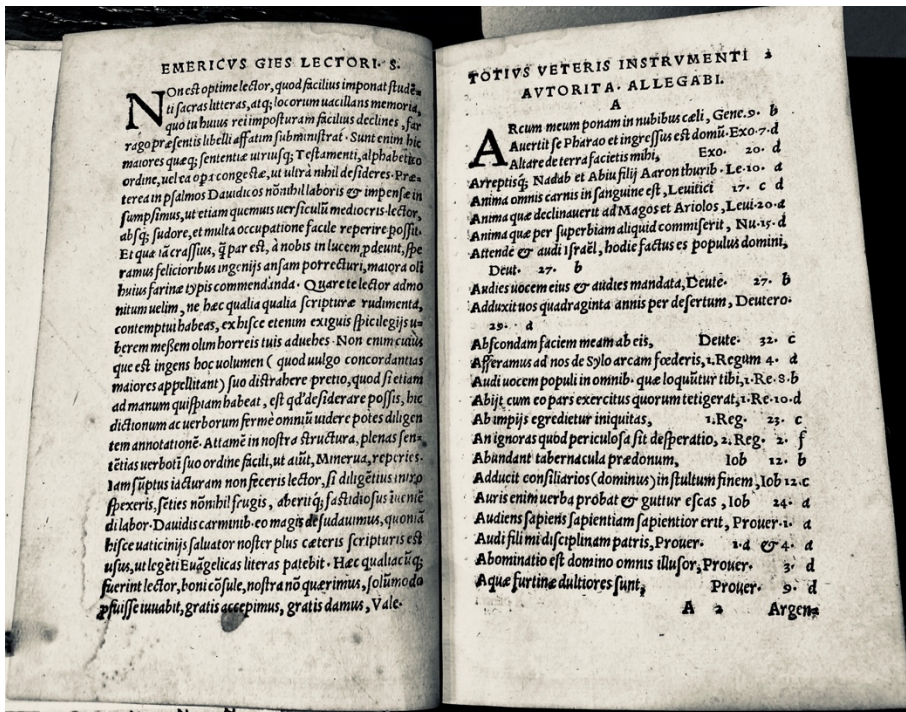 EMERICVS GIES LECTORI· S.
Non est optime lector, quod facilius imponat studē-
ti sacras litteras, atq; locorum uacillans memoria,
quo tu huius rei imposturam facilius declines, far
rago præsentis libelli affatim subministrat · Sunt enim hic
maiores quæq; sententiæ utriusq; Testamenti, alphabetico
ordine, uel ea ope congestæ, ut ultrà nihil desideres · Præ-
terea in psalmos Dauidicos nōnihil laboris & impensæ in
sumpsimus, ut etiam quemuis uersiculū mediocris lector,
absq; sudore, et multa occupatione facile reperire possit·
Et quæ iā crassius, q̄ par est, à nobis in lucem ꝓdeunt, spe
ramus felicioribus ingenijs ansam porrecturi, maiora oli
huius farinæ typis commendanda · Quare te lector admo
nitum uelim, ne hæc qualia qualia scripturæ rudimenta,
contemptui habeas, ex hisce etenim exiguis spicilegijs u-
berem messem olim horreis tuis aduehes · Non enim cuius
que est ingens hoc uolumen ( quod uulgo concordantias
maiores appellitant) suo distrahere pretio, quod si etiam
ad manum quispiam habeat, est qd' desiderare possis, hic
dictionum ac uerborum fermè omniū uidere potes diligen
tem annotationē. Attamē in nostra structura, plenas sen-
tētias uerbotī suo ordine facili, ut aiūt, Minerua, reperies·
Iam sūptus iacturam non feceris lector, si diligētius intro
spexeris, seties nōnihil frugis, aberitq; fastidiosus inueniē
di labor · Dauidis carminib· eo magis desudauimus, quoniā
hisce uaticinijs saluator noster plus cæteris scripturis est
usus, ut legēti Euāgelicas literas patebit · Hæc qualiacūq;
fuerint lector, boni cōsule, nostra nō quærimus, solūmodo
ꝓfuisse iuuabit, gratis accepimus, gratis damus, Vale·
TOTIVS VETERIS INSTRVMENTI 2
AVTORITA· ALLEGABI.
A
ARcum meum ponam in nubibus cæli, Gene.9· b
Auertit se Pharao et ingressus est domū· Exo·7·d
Altare de terra facietis mihi, Exo· 20· d
Arreptisq; Nadab et Abiu filij Aaron thurib· Le·10· a
Anima omnis carnis in sanguine est, Leuitici 17· c d
Anima quæ declinauerit ad Magos et Ariolos, Leui·20·a
Anima quæ per superbiam aliquid commiserit, Nu·15·d
Attende & audi Israël, hodie factus es populus domini,
Deut· 27· b
Audies uocem eius & audies mandata, Deute· 27· b
Adduxit uos quadraginta annis per desertum, Deutero·
29· a
Abscondam faciem meam ab eis, Deute· 32· c
Afferamus ad nos de Sylo arcam fœderis, 1.Regum 4· a
Audi uocem populi in omnib· quæ loquūtur tibi, 1·Re·8·b
Abijt cum eo pars exercitus quorum tetigerat, 1·Re·10·d
Ab impijs egredietur iniquitas, 1.Reg· 23· c
An ignoras quod periculosa sit desperatio, 2.Reg· 2· f
Abundant tabernacula prædonum, Iob 12· b
Adducit consiliarios (dominus) in stultum finem, Iob 12·c
Auris enim uerba probat & guttur escas, Iob 24· a
Audiens sapiens sapientiam sapientior erit, Prouer·1· a
Audi fili mi disciplinam patris, Prouer· 1·a & 4· a
Abominatio est domino omnis illusor, Prouer· 3· d
Aquæ furtiuæ dultiores sunt, Prouer· 9· d
A 2 Argen-